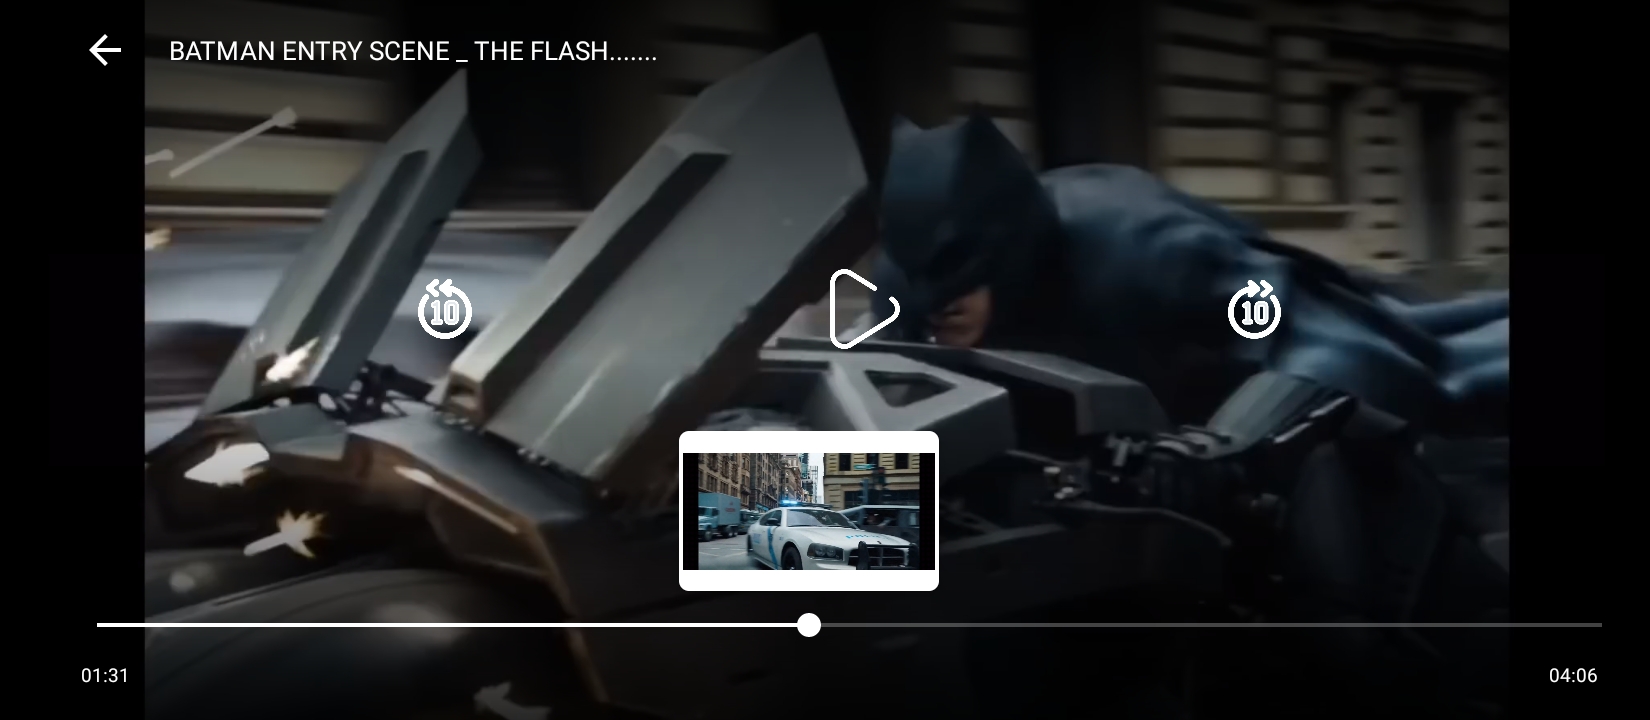 BATMAN ENTRY SCENE _ THE FLASH.......
10
10
01:31
04:06